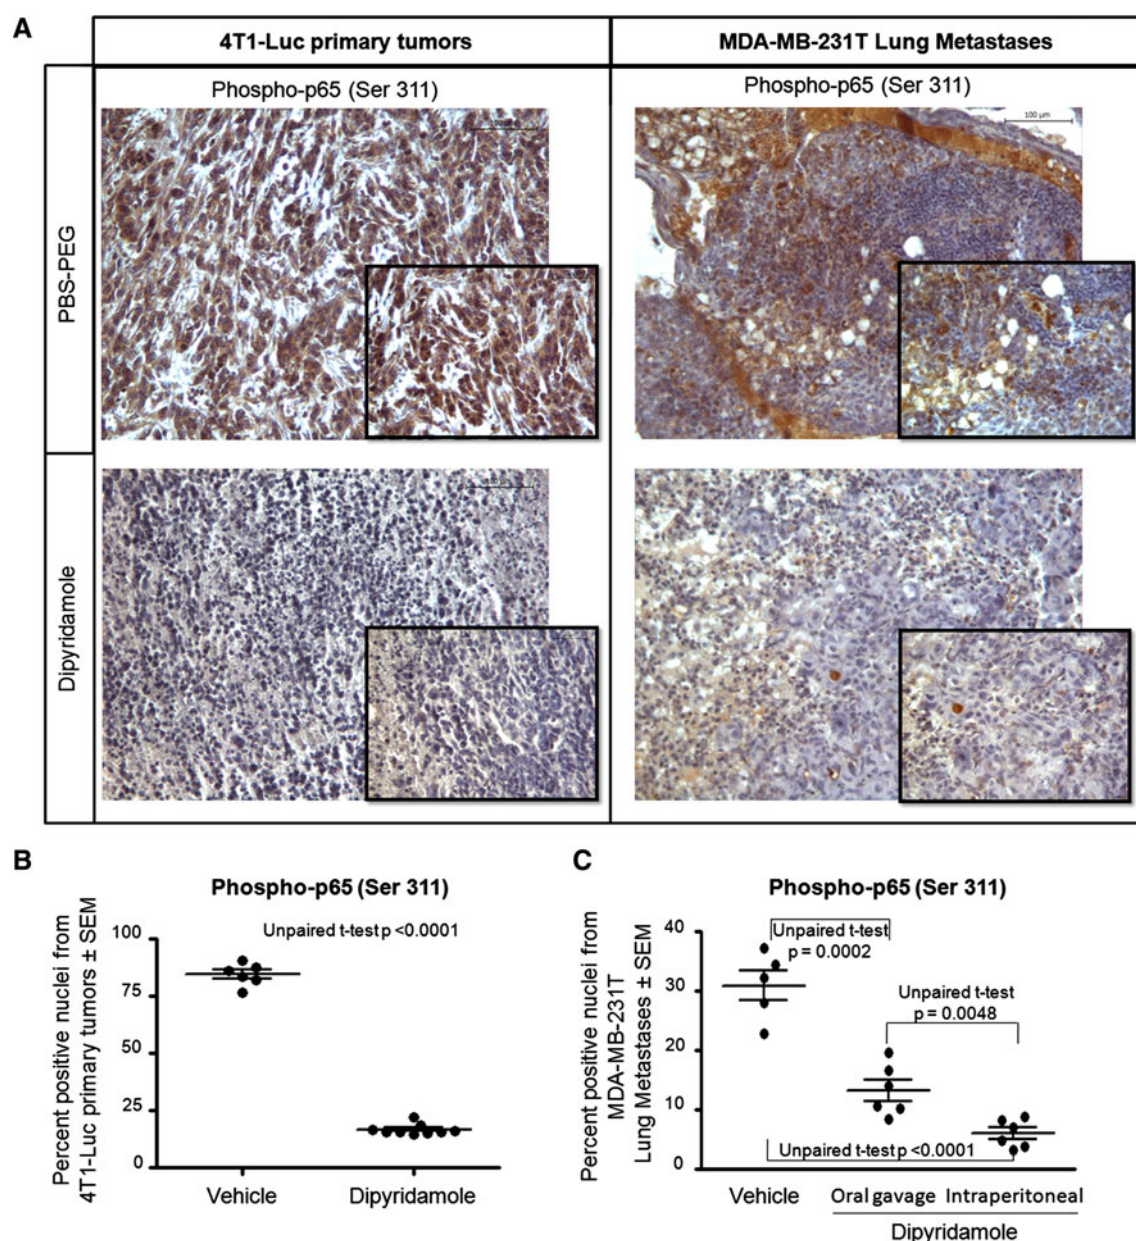 A
4T1-Luc primary tumors
MDA-MB-231T Lung Metastases
Phospho-p65 (Ser 311)
Phospho-p65 (Ser 311)
PBS-PEG
100 µm
Dipyridamole
B
Phospho-p65 (Ser 311)
Unpaired t-test p <0.0001
Percent positive nuclei from
4T1-Luc primary tumors ± SEM
100
75
50
25
0
Vehicle
Dipyridamole
C
Phospho-p65 (Ser 311)
Percent positive nuclei from
MDA-MB-231T
Lung Metastases ± SEM
40
30
20
10
0
Unpaired t-test
p = 0.0002
Unpaired t-test
p = 0.0048
Unpaired t-test p <0.0001
Vehicle
Oral gavage
Intraperitoneal
Dipyridamole